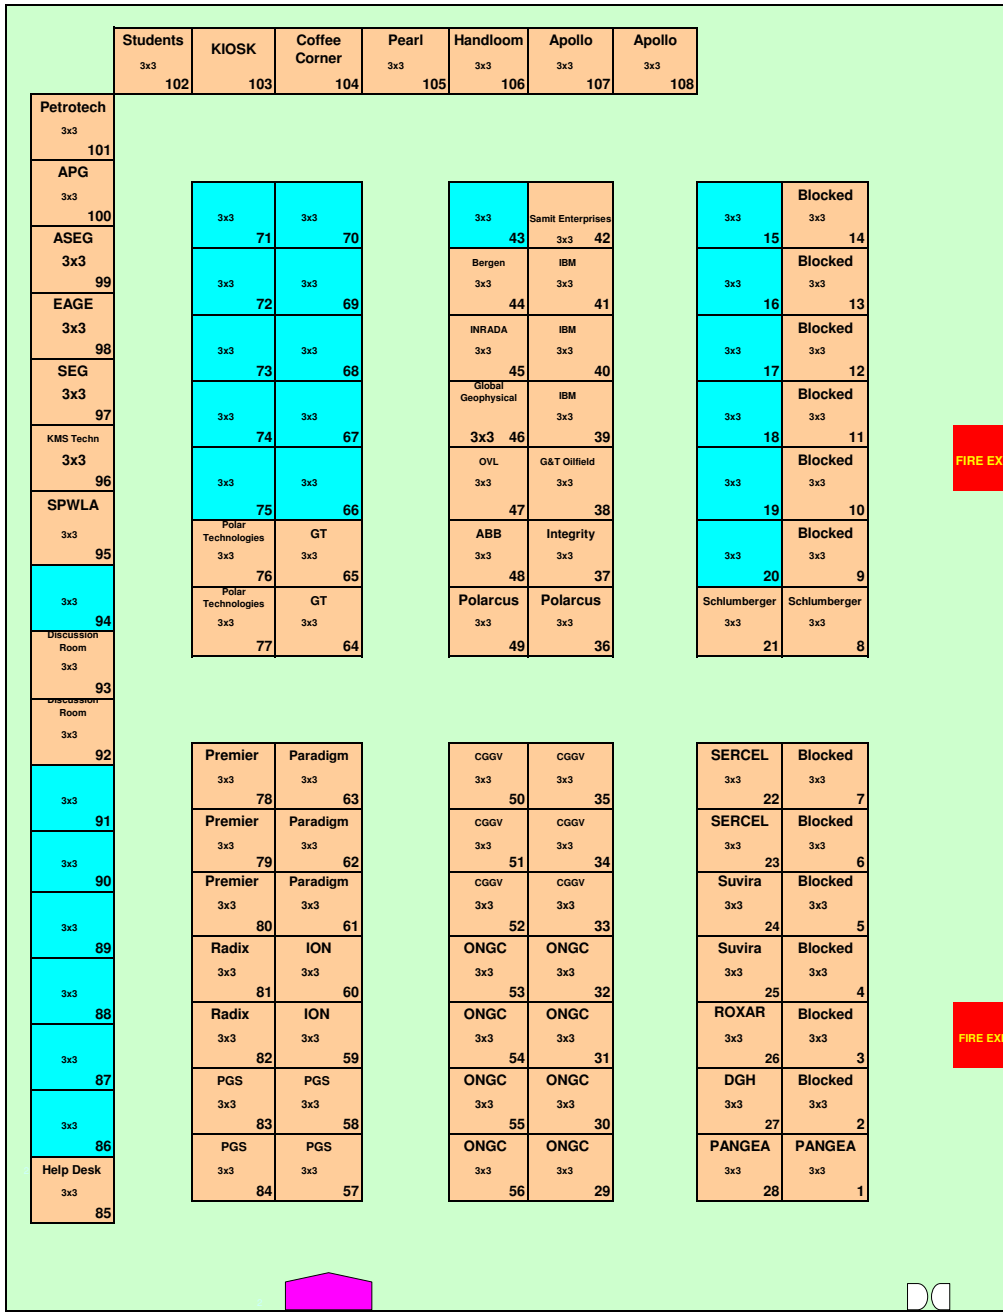 Students
3x3
102
KIOSK
103
Coffee
Corner
104
Pearl
3x3
105
Handloom
3x3
106
Apollo
3x3
107
Apollo
3x3
108
Petrotech
3x3
101
APG
3x3
100
ASEG
3x3
99
EAGE
3x3
98
SEG
3x3
97
KMS Techn
3x3
96
SPWLA
3x3
95
3x3
94
Discussion
Room
3x3
93
Discussion
Room
3x3
92
3x3
91
3x3
90
3x3
89
3x3
88
3x3
87
3x3
86
Help Desk
3x3
85
3x3
71
3x3
70
3x3
72
3x3
69
3x3
73
3x3
68
3x3
74
3x3
67
3x3
75
3x3
66
Polar
Technologies
3x3
76
GT
3x3
65
Polar
Technologies
3x3
77
GT
3x3
64
3x3
43
Samit Enterprises
3x3 42
Bergen
3x3
44
IBM
3x3
41
INRADA
3x3
45
IBM
3x3
40
Global
Geophysical
3x3 46
IBM
3x3
39
OVL
3x3
47
G&T Oilfield
3x3
38
ABB
3x3
48
Integrity
3x3
37
Polarcus
3x3
49
Polarcus
3x3
36
3x3
15
Blocked
3x3
14
3x3
16
Blocked
3x3
13
3x3
17
Blocked
3x3
12
3x3
18
Blocked
3x3
11
3x3
19
Blocked
3x3
10
3x3
20
Blocked
3x3
9
Schlumberger
3x3
21
Schlumberger
3x3
8
FIRE EX
Premier
3x3
78
Paradigm
3x3
63
Premier
3x3
79
Paradigm
3x3
62
Premier
3x3
80
Paradigm
3x3
61
Radix
3x3
81
ION
3x3
60
Radix
3x3
82
ION
3x3
59
PGS
3x3
83
PGS
3x3
58
PGS
3x3
84
PGS
3x3
57
CGGV
3x3
50
CGGV
3x3
35
CGGV
3x3
51
CGGV
3x3
34
CGGV
3x3
52
CGGV
3x3
33
ONGC
3x3
53
ONGC
3x3
32
ONGC
3x3
54
ONGC
3x3
31
ONGC
3x3
55
ONGC
3x3
30
ONGC
3x3
56
ONGC
3x3
29
SERCEL
3x3
22
Blocked
3x3
7
SERCEL
3x3
23
Blocked
3x3
6
Suvira
3x3
24
Blocked
3x3
5
Suvira
3x3
25
Blocked
3x3
4
ROXAR
3x3
26
Blocked
3x3
3
DGH
3x3
27
Blocked
3x3
2
PANGEA
3x3
28
PANGEA
3x3
1
FIRE EXI